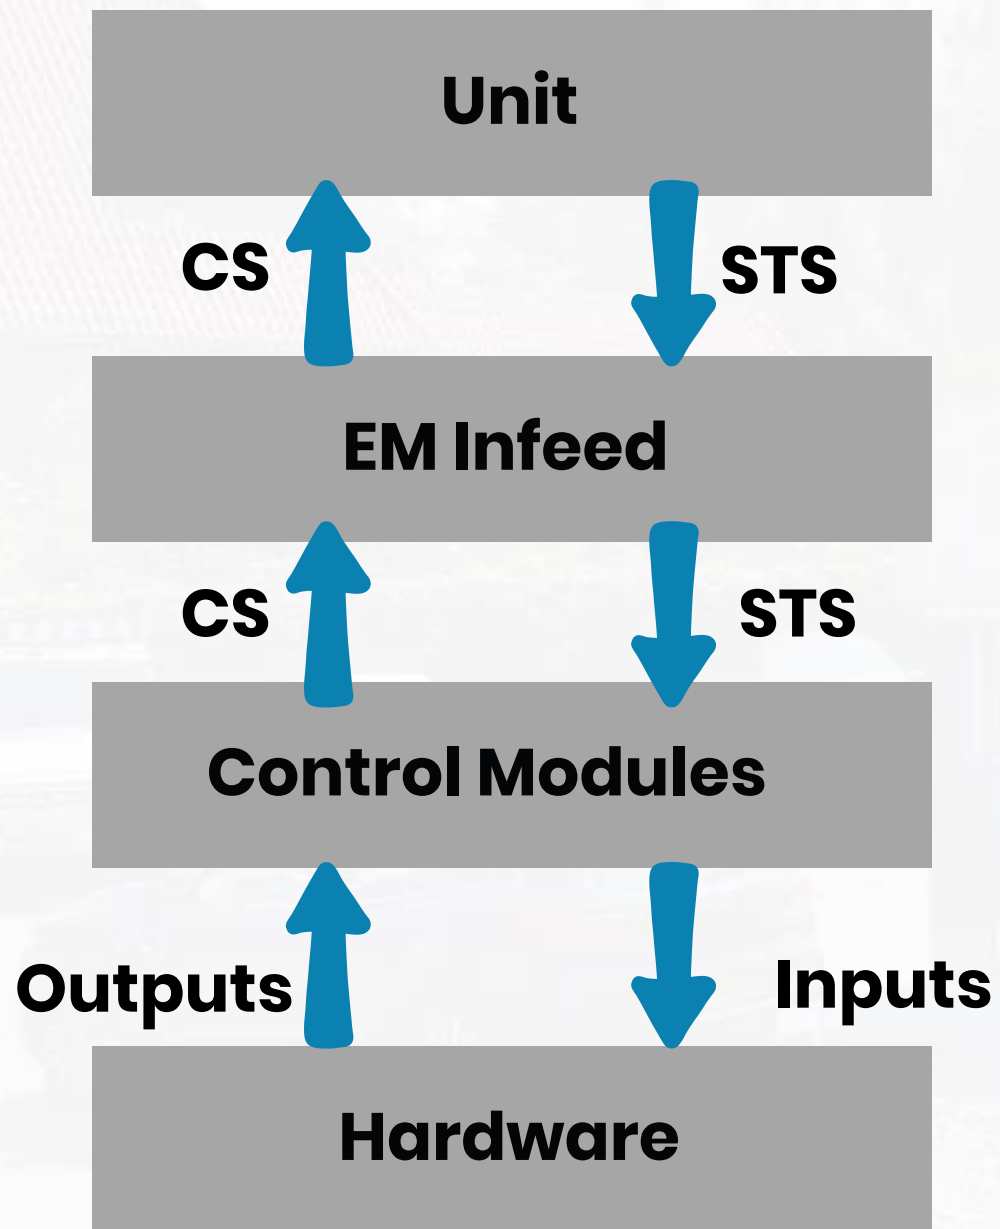 Unit
CS
STS
EM Infeed
CS
STS
Control Modules
Outputs
Inputs
Hardware